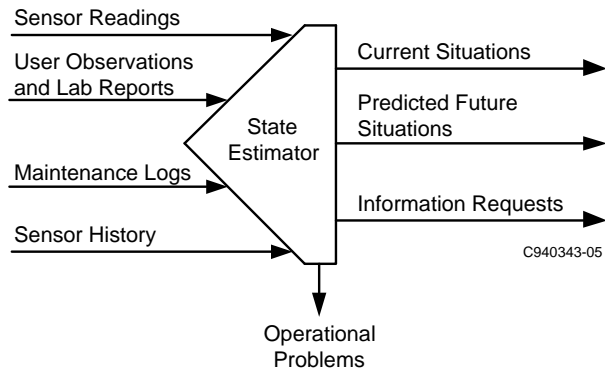 Sensor Readings
User Observations
and Lab Reports
Maintenance Logs
Sensor History
State
Estimator
Current Situations
Predicted Future
Situations
Information Requests
C940343-05
Operational
Problems